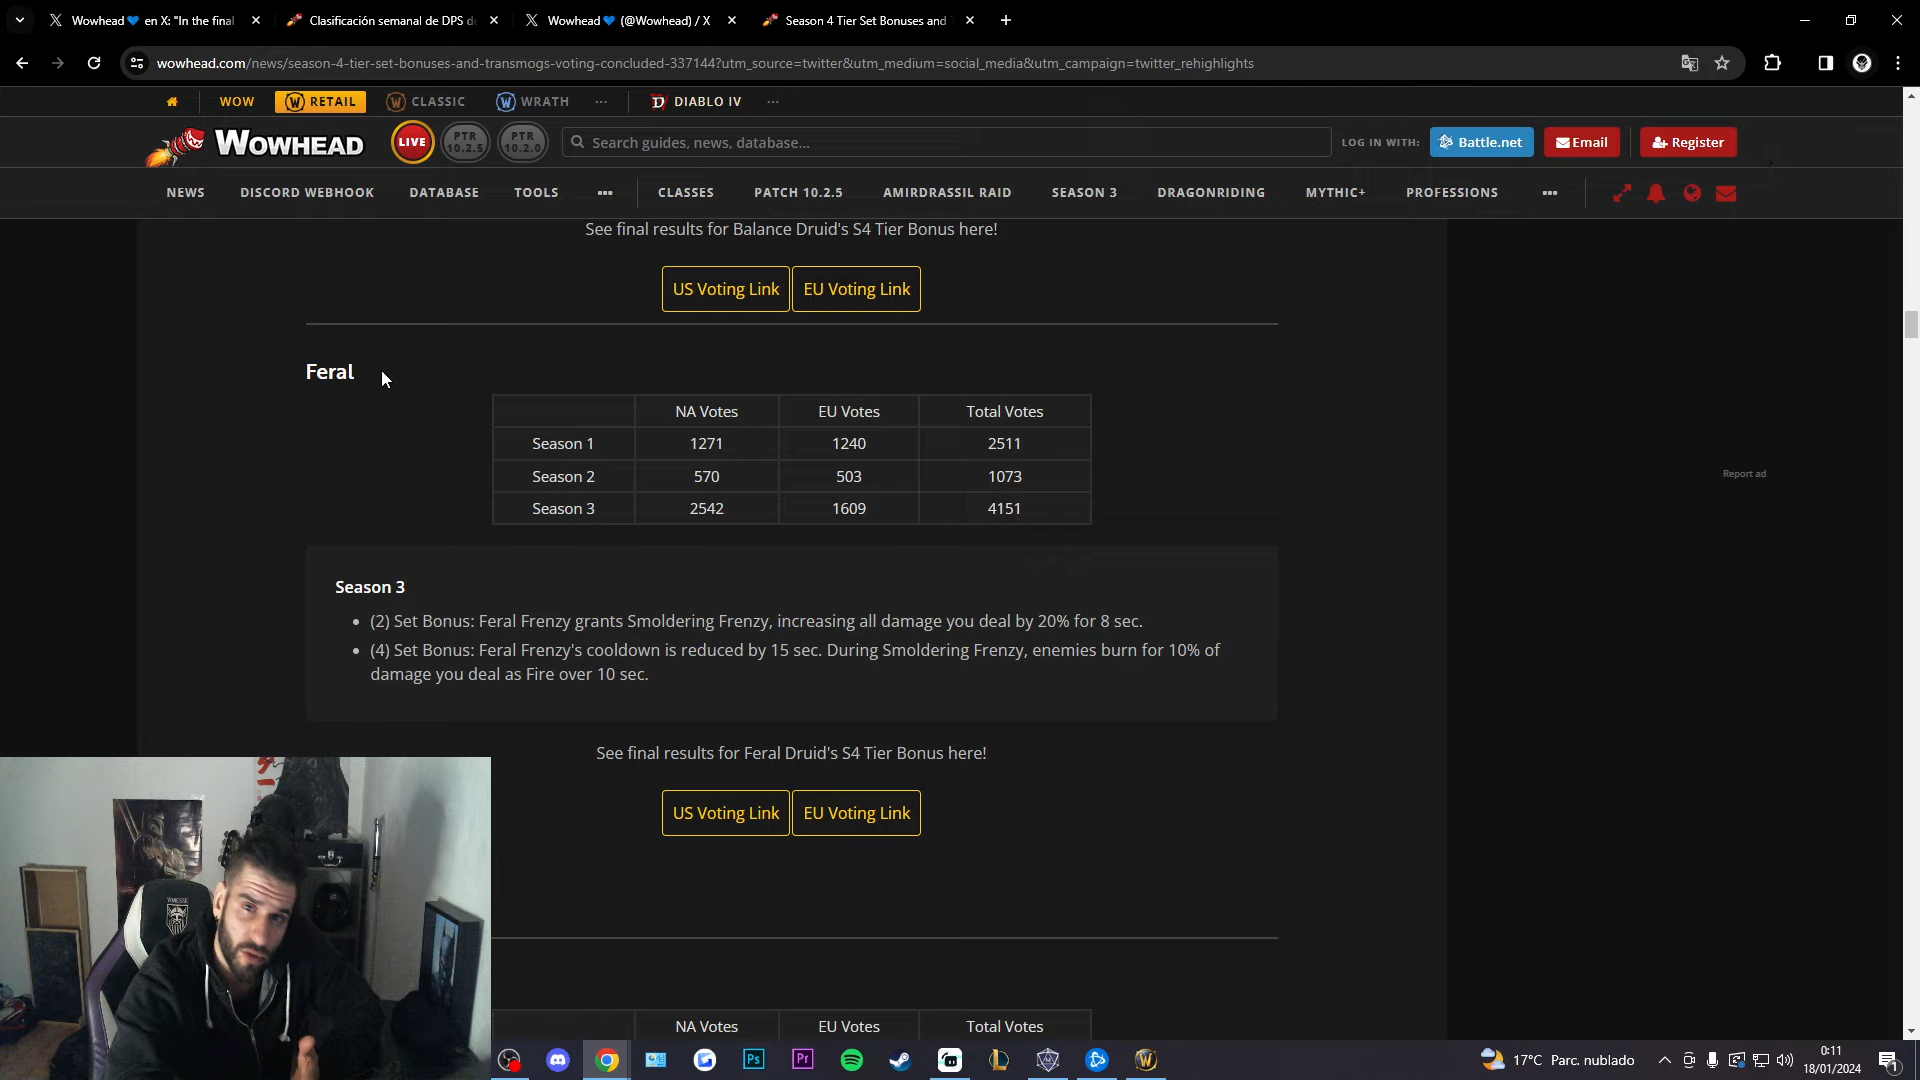 Wowhead💙 en X: "In the final
Clasificación semanal de DPS de
Wowhead💙 (@Wowhead) / X
Season 4 Tier Set Bonuses and
wowhead.com/news/season-4-tier-set-bonuses-and-transmogs-voting-concluded-337144?utm_source=twitter&utm_medium=social_media&utm_campaign=twitter_rehighlights
WOW RETAIL CLASSIC WRATH ... DIABLO IV ...
WOWHEAD LIVE PTR 10.2.5 PTR 10.2.0 Search guides, news, database... LOG IN WITH: Battle.net Email Register
NEWS DISCORD WEBHOOK DATABASE TOOLS ... CLASSES PATCH 10.2.5 AMIRDRASSIL RAID SEASON 3 DRAGONRIDING MYTHIC+ PROFESSIONS ...
See final results for Balance Druid's S4 Tier Bonus here!
US Voting Link EU Voting Link
Feral
NA Votes EU Votes Total Votes
Season 1 1271 1240 2511
Season 2 570 503 1073
Season 3 2542 1609 4151
Report ad
Season 3
• (2) Set Bonus: Feral Frenzy grants Smoldering Frenzy, increasing all damage you deal by 20% for 8 sec.
• (4) Set Bonus: Feral Frenzy's cooldown is reduced by 15 sec. During Smoldering Frenzy, enemies burn for 10% of
damage you deal as Fire over 10 sec.
See final results for Feral Druid's S4 Tier Bonus here!
US Voting Link EU Voting Link
NA Votes EU Votes Total Votes
Ps Pr 17°C Parc. nublado 0:11
18/01/2024 1